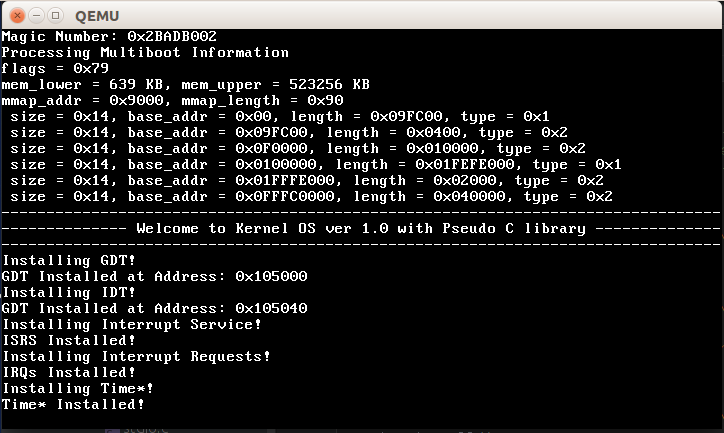 QEMU
Magic Number: 0x2BADB002
Processing Multiboot Information
flags = 0x79
mem_lower = 639 KB, mem_upper = 523256 KB
mmap_addr = 0x9000, mmap_length = 0x90
size = 0x14, base_addr = 0x00, length = 0x09FC00, type = 0x1
size = 0x14, base_addr = 0x09FC00, length = 0x0400, type = 0x2
size = 0x14, base_addr = 0x0F0000, length = 0x010000, type = 0x2
size = 0x14, base_addr = 0x0100000, length = 0x01FEFE000, type = 0x1
size = 0x14, base_addr = 0x01FFFE000, length = 0x02000, type = 0x2
size = 0x14, base_addr = 0x0FFFC0000, length = 0x040000, type = 0x2
--------------------------------------------------------------------------------
-------------- Welcome to Kernel OS ver 1.0 with Pseudo C library --------------
--------------------------------------------------------------------------------
Installing GDT!
GDT Installed at Address: 0x105000
Installing IDT!
GDT Installed at Address: 0x105040
Installing Interrupt Service!
ISRS Installed!
Installing Interrupt Requests!
IRQs Installed!
Installing Time*!
Time* Installed!